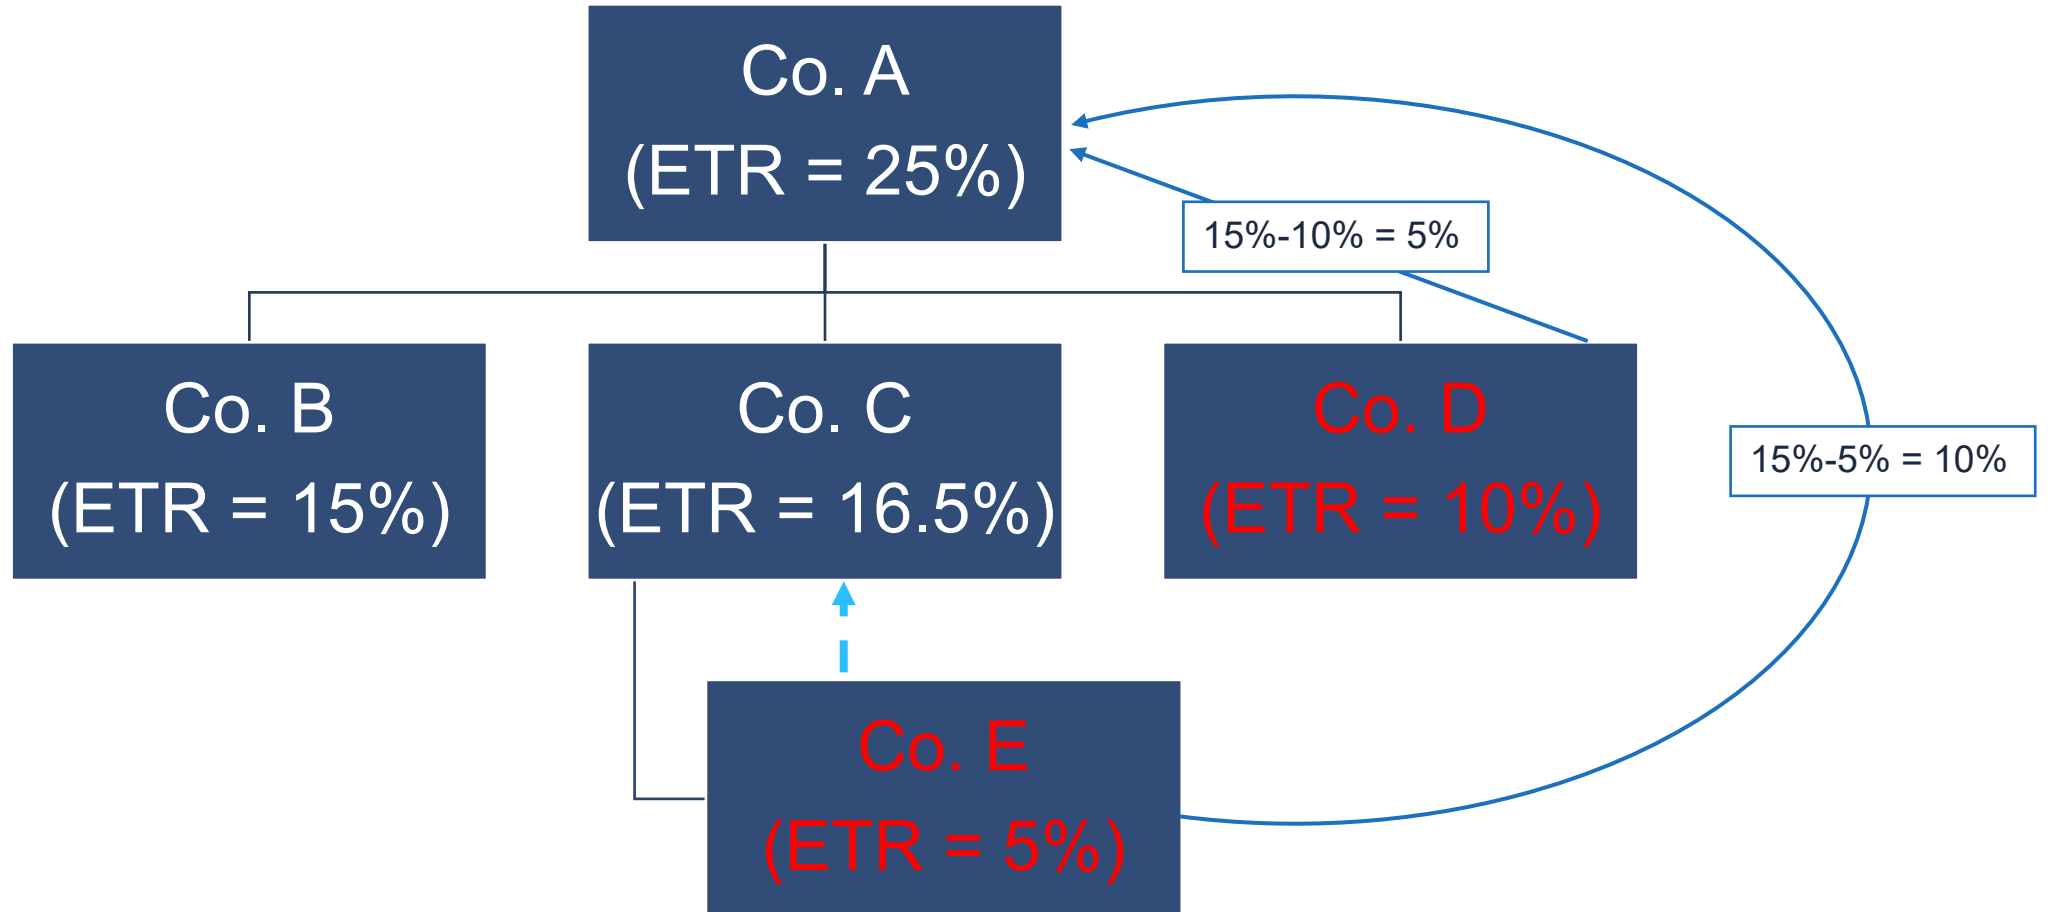 Co. A
(ETR = 25%)
15%-10% = 5%
Co. B
(ETR = 15%)
Co. C
(ETR = 16.5%)
Co. D
(ETR = 10%)
15%-5% = 10%
Co. E
(ETR = 5%)